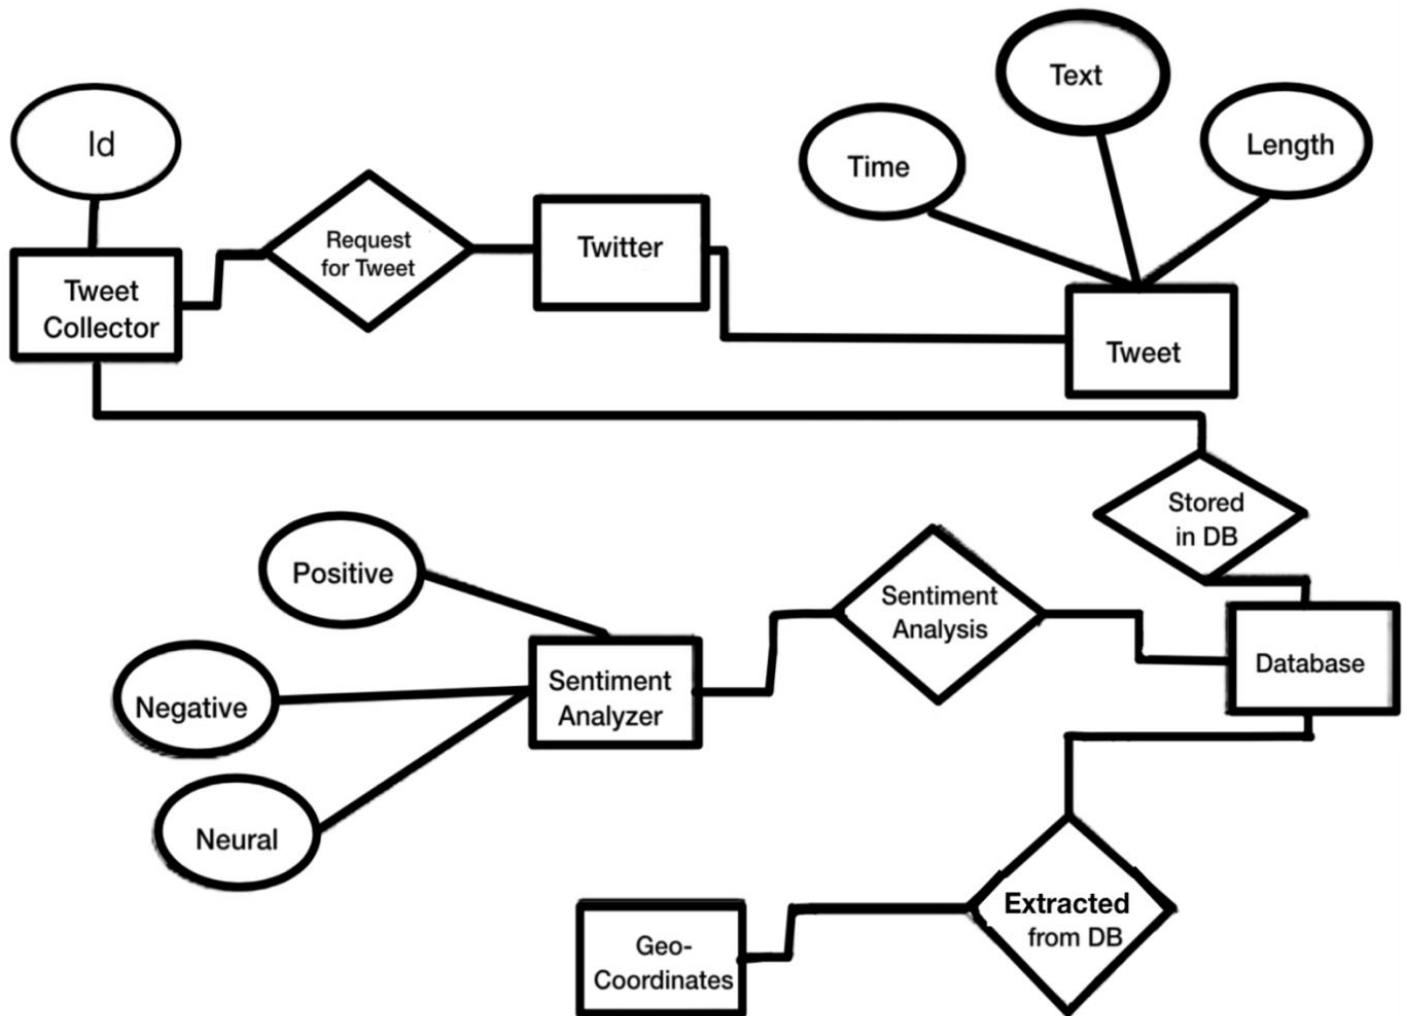 Id
Text
Time
Length
Request
for Tweet
Twitter
Tweet
Collector
Tweet
Stored
in DB
Positive
Sentiment
Analysis
Negative
Sentiment
Analyzer
Database
Neural
Extracted
from DB
Geo-
Coordinates